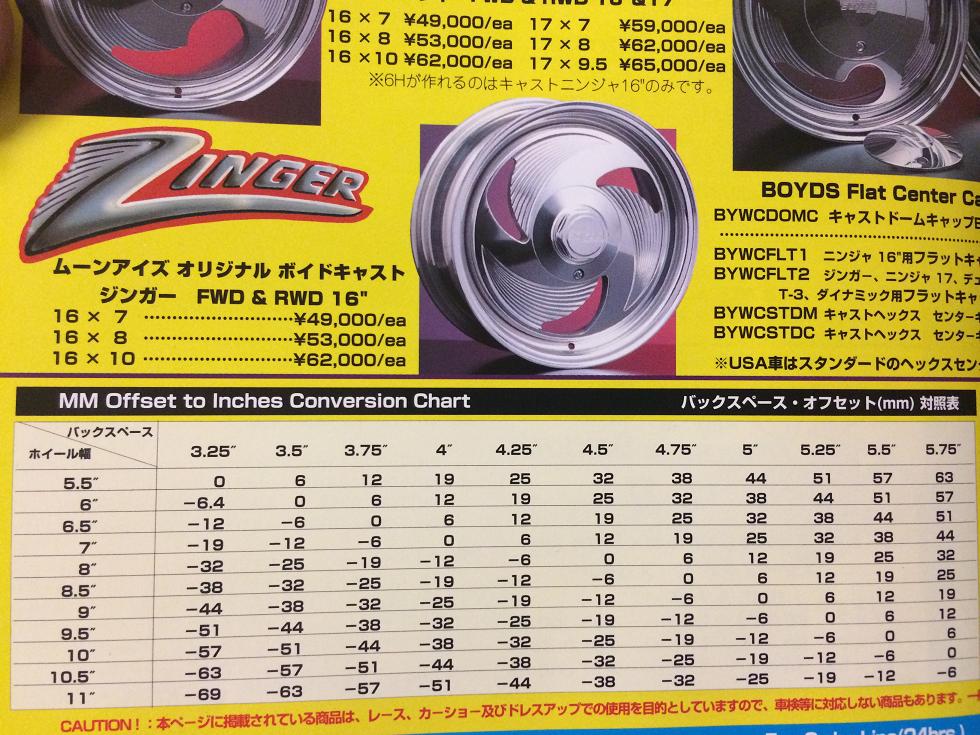 16 × 7 ¥49,000/ea 17 × 7 ¥59,000/ea
16 × 8 ¥53,000/ea 17 × 8 ¥62,000/ea
16 × 10 ¥62,000/ea 17 × 9.5 ¥65,000/ea
※6Hが作れるのはキャストニンジャ16"のみです。
ZINGER
ムーンアイズ オリジナル ボイドキャスト
ジンガー FWD & RWD 16"
16 × 7 ¥49,000/ea
16 × 8 ¥53,000/ea
16 × 10 ¥62,000/ea
BOYDS Flat Center
BYWCDOMC キャストドームキャップ
BYWCFLT1 ニンジャ 16"用フラットキ
BYWCFLT2 ジンガー、ニンジャ 17、
T-3、ダイナミック用フラットキャ
BYWCSTDM キャストヘックス センター
BYWCSTDC キャストヘックス センター
※USA車はスタンダードのヘックスセン
MM Offset to Inches Conversion Chart バックスペース・オフセット(mm) 対照表
バックスペース
ホイール幅 3.25″ 3.5″ 3.75″ 4″ 4.25″ 4.5″ 4.75″ 5″ 5.25″ 5.5″ 5.75″
5.5″ 0 6 12 19 25 32 38 44 51 57 63
6″ −6.4 0 6 12 19 25 32 38 44 51 57
6.5″ −12 −6 0 6 12 19 25 32 38 44 51
7″ −19 −12 −6 0 6 12 19 25 32 38 44
8″ −32 −25 −19 −12 −6 0 6 12 19 25 32
8.5″ −38 −32 −25 −19 −12 −6 0 6 12 19 25
9″ −44 −38 −32 −25 −19 −12 −6 0 6 12 19
9.5″ −51 −44 −38 −32 −25 −19 −12 −6 0 6 12
10″ −57 −51 −44 −38 −32 −25 −19 −12 −6 0 6
10.5″ −63 −57 −51 −44 −38 −32 −25 −19 −12 −6 0
11″ −69 −63 −57 −51 −44 −38 −32 −25 −19 −12 −6
CAUTION!:本ページに掲載されている商品は、レース、カーショー及びドレスアップでの使用を目的としていますので、車検等に対応しない商品もあります。